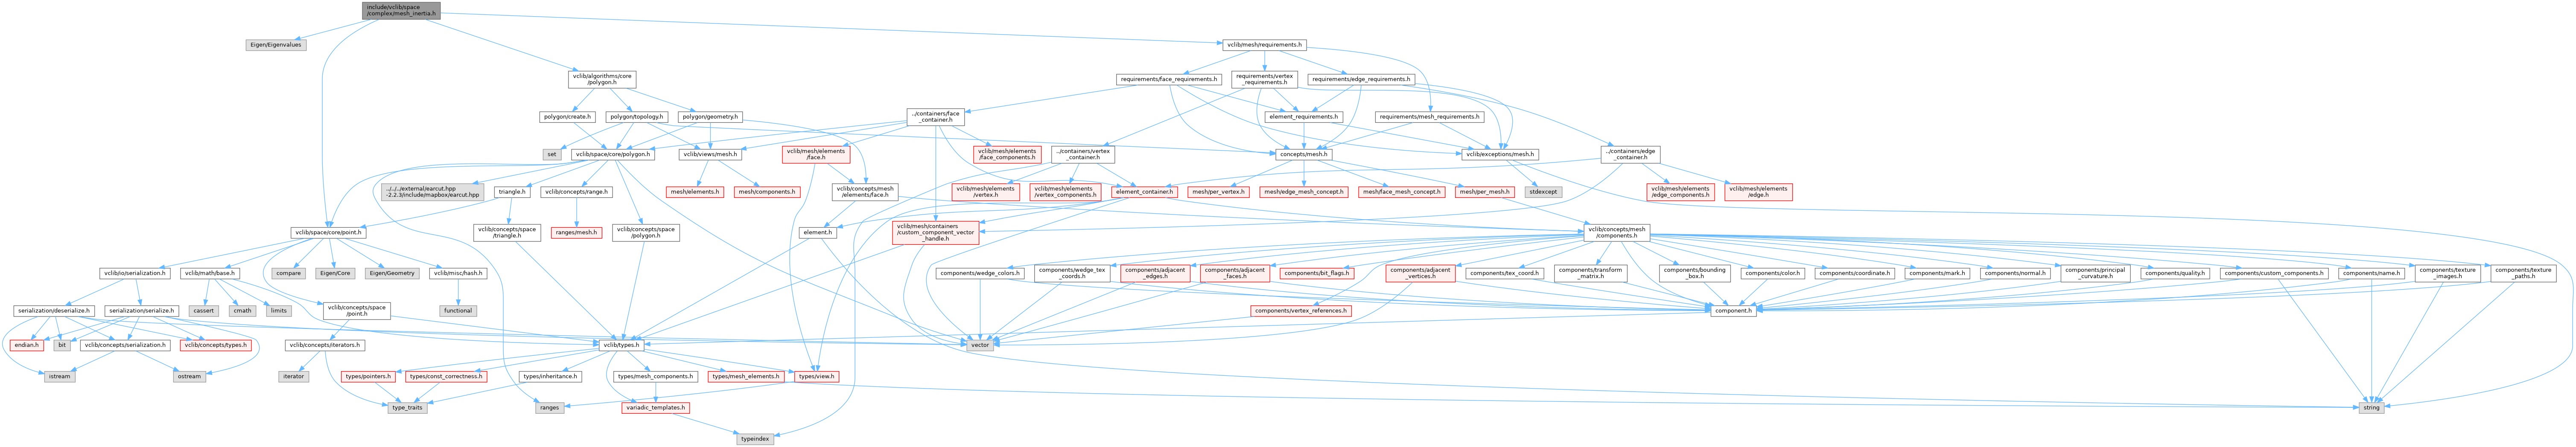 include/vclib/space
/complex/mesh_inertia.h
Eigen/Eigenvalues
vclib/mesh/requirements.h
vclib/algorithms/core
/polygon.h
requirements/face_requirements.h
requirements/vertex
_requirements.h
requirements/edge_requirements.h
polygon/create.h
polygon/topology.h
polygon/geometry.h
../containers/face
_container.h
element_requirements.h
requirements/mesh_requirements.h
set
vclib/space/core/polygon.h
vclib/views/mesh.h
vclib/mesh/elements
/face.h
vclib/mesh/elements
/face_components.h
../containers/vertex
_container.h
concepts/mesh.h
vclib/exceptions/mesh.h
../containers/edge
_container.h
../../../external/earcut.hpp
-2.2.3/include/mapbox/earcut.hpp
triangle.h
vclib/concepts/range.h
mesh/elements.h
mesh/components.h
vclib/concepts/mesh
/elements/face.h
vclib/mesh/elements
/vertex.h
vclib/mesh/elements
/vertex_components.h
element_container.h
mesh/per_vertex.h
mesh/edge_mesh_concept.h
mesh/face_mesh_concept.h
mesh/per_mesh.h
stdexcept
vclib/mesh/elements
/edge_components.h
vclib/mesh/elements
/edge.h
vclib/space/core/point.h
vclib/concepts/space
/triangle.h
ranges/mesh.h
vclib/concepts/space
/polygon.h
element.h
vclib/mesh/containers
/custom_component_vector
_handle.h
vclib/concepts/mesh
/components.h
vclib/io/serialization.h
vclib/math/base.h
compare
Eigen/Core
Eigen/Geometry
vclib/misc/hash.h
components/wedge_colors.h
components/wedge_tex
_coords.h
components/adjacent
_edges.h
components/adjacent
_faces.h
components/bit_flags.h
components/adjacent
_vertices.h
components/tex_coord.h
components/transform
_matrix.h
components/bounding
_box.h
components/color.h
components/coordinate.h
components/mark.h
components/normal.h
components/principal
_curvature.h
components/quality.h
components/custom_components.h
components/name.h
components/texture
_images.h
components/texture
_paths.h
serialization/deserialize.h
serialization/serialize.h
cassert
cmath
limits
vclib/concepts/space
/point.h
functional
components/vertex_references.h
component.h
endian.h
bit
vclib/concepts/serialization.h
vclib/concepts/types.h
vclib/concepts/iterators.h
vclib/types.h
vector
istream
ostream
iterator
types/pointers.h
types/const_correctness.h
types/inheritance.h
types/mesh_components.h
types/mesh_elements.h
types/view.h
type_traits
ranges
variadic_templates.h
string
typeindex